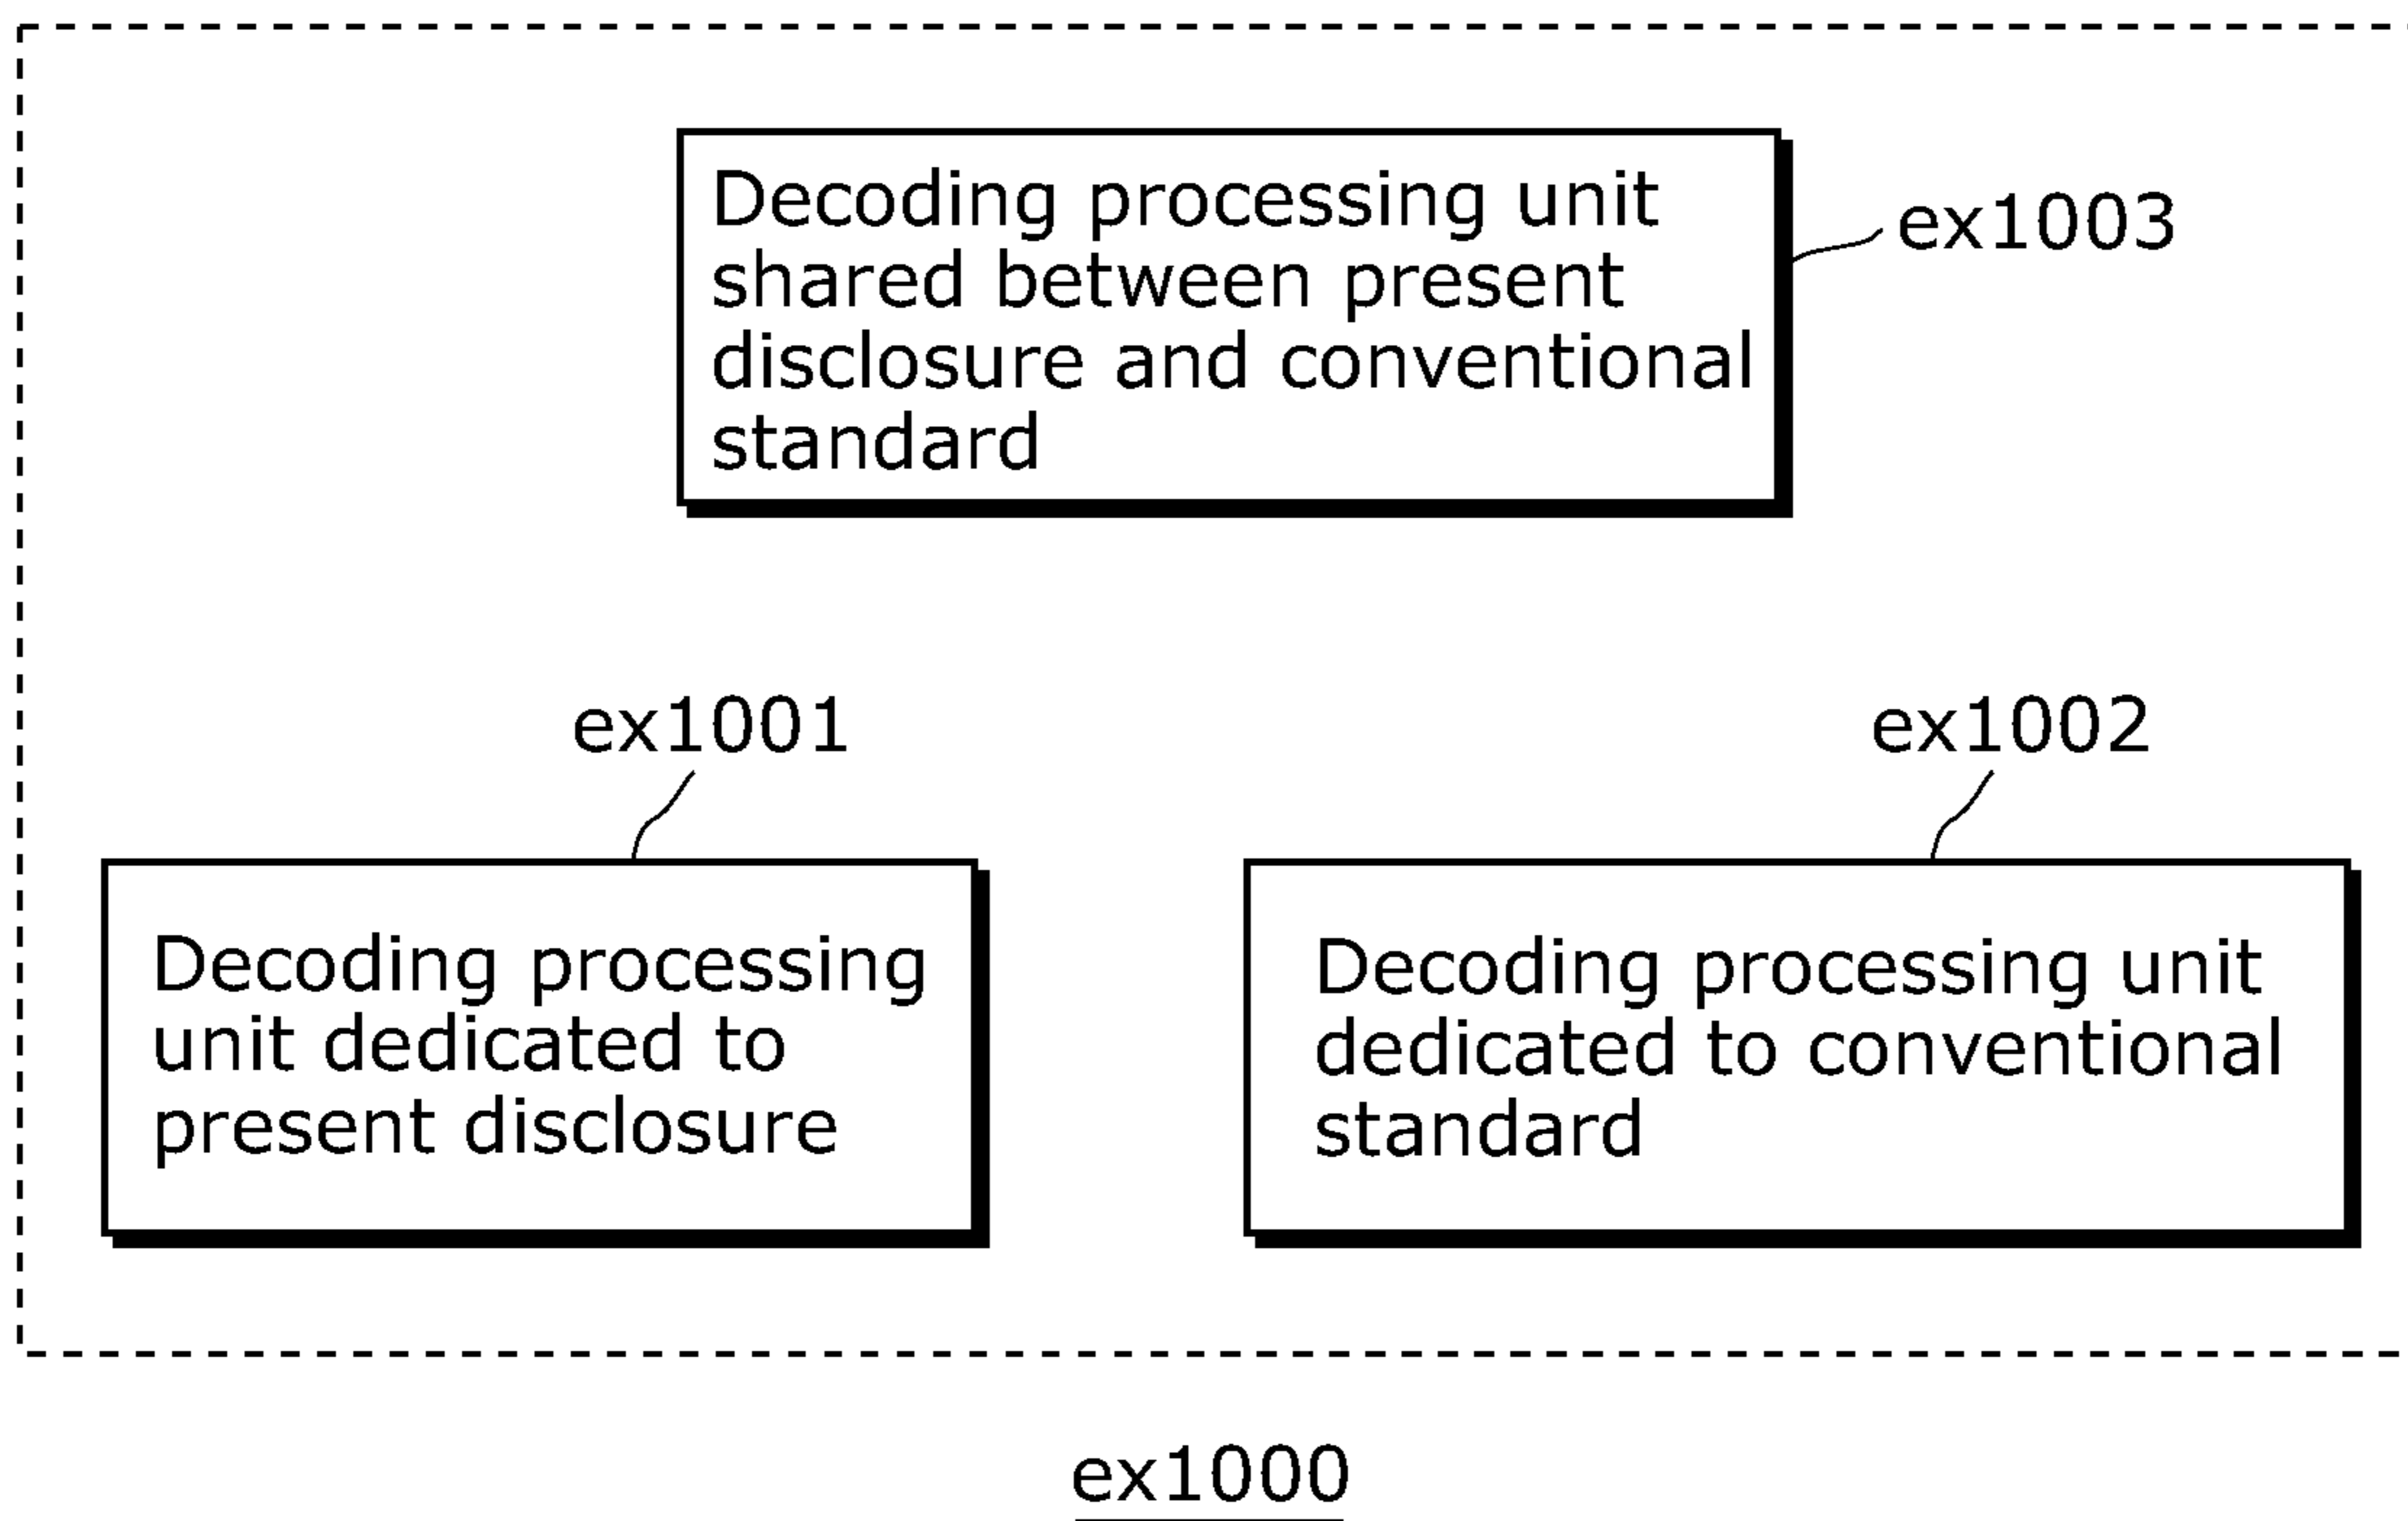 Decoding processing unit
shared between present
disclosure and conventional
standard
ex1003
ex1001
ex1002
Decoding processing
unit dedicated to
present disclosure
Decoding processing unit
dedicated to conventional
standard
ex1000